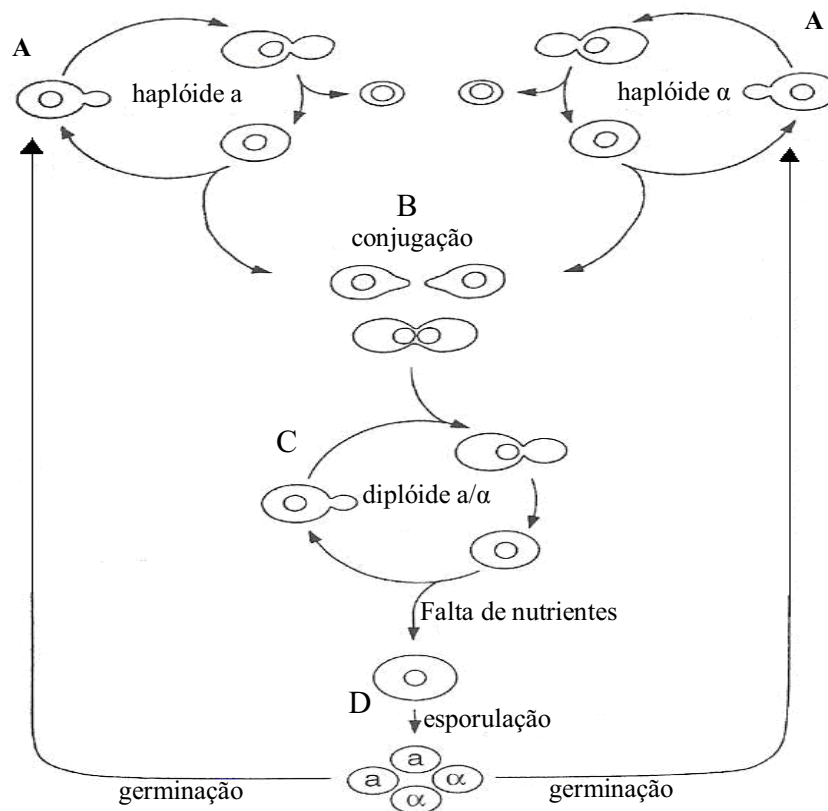 A
A
haplóide a
haplóide α
B
conjugação
C
diplóide a/α
Falta de nutrientes
D
esporulação
a
a
α
α
germinação
germinação